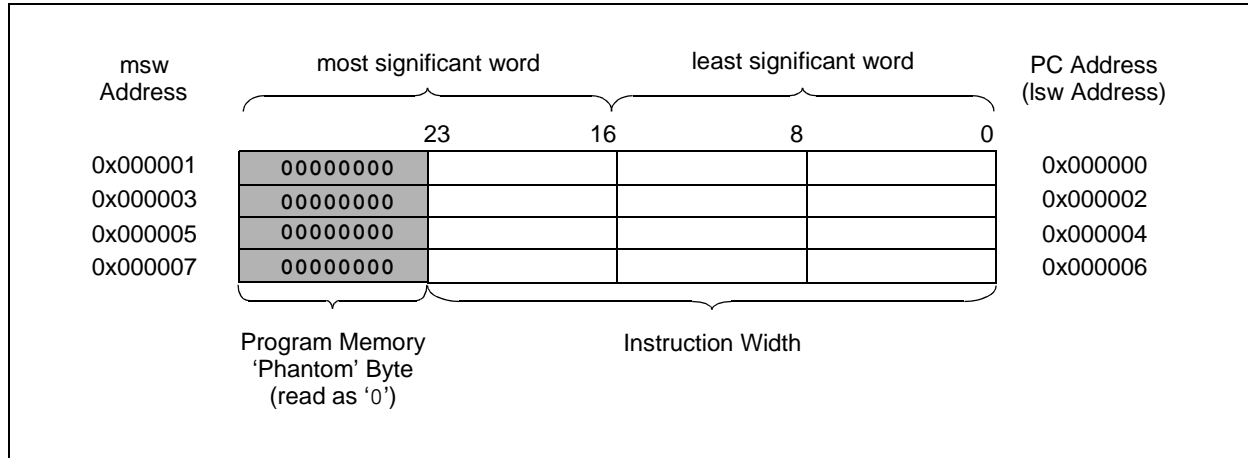 msw
Address
most significant word
least significant word
PC Address
(lsw Address)
23 16 8 0
0x000001 00000000 0x000000
0x000003 00000000 0x000002
0x000005 00000000 0x000004
0x000007 00000000 0x000006
Program Memory
‘Phantom’ Byte
(read as ‘0’)
Instruction Width